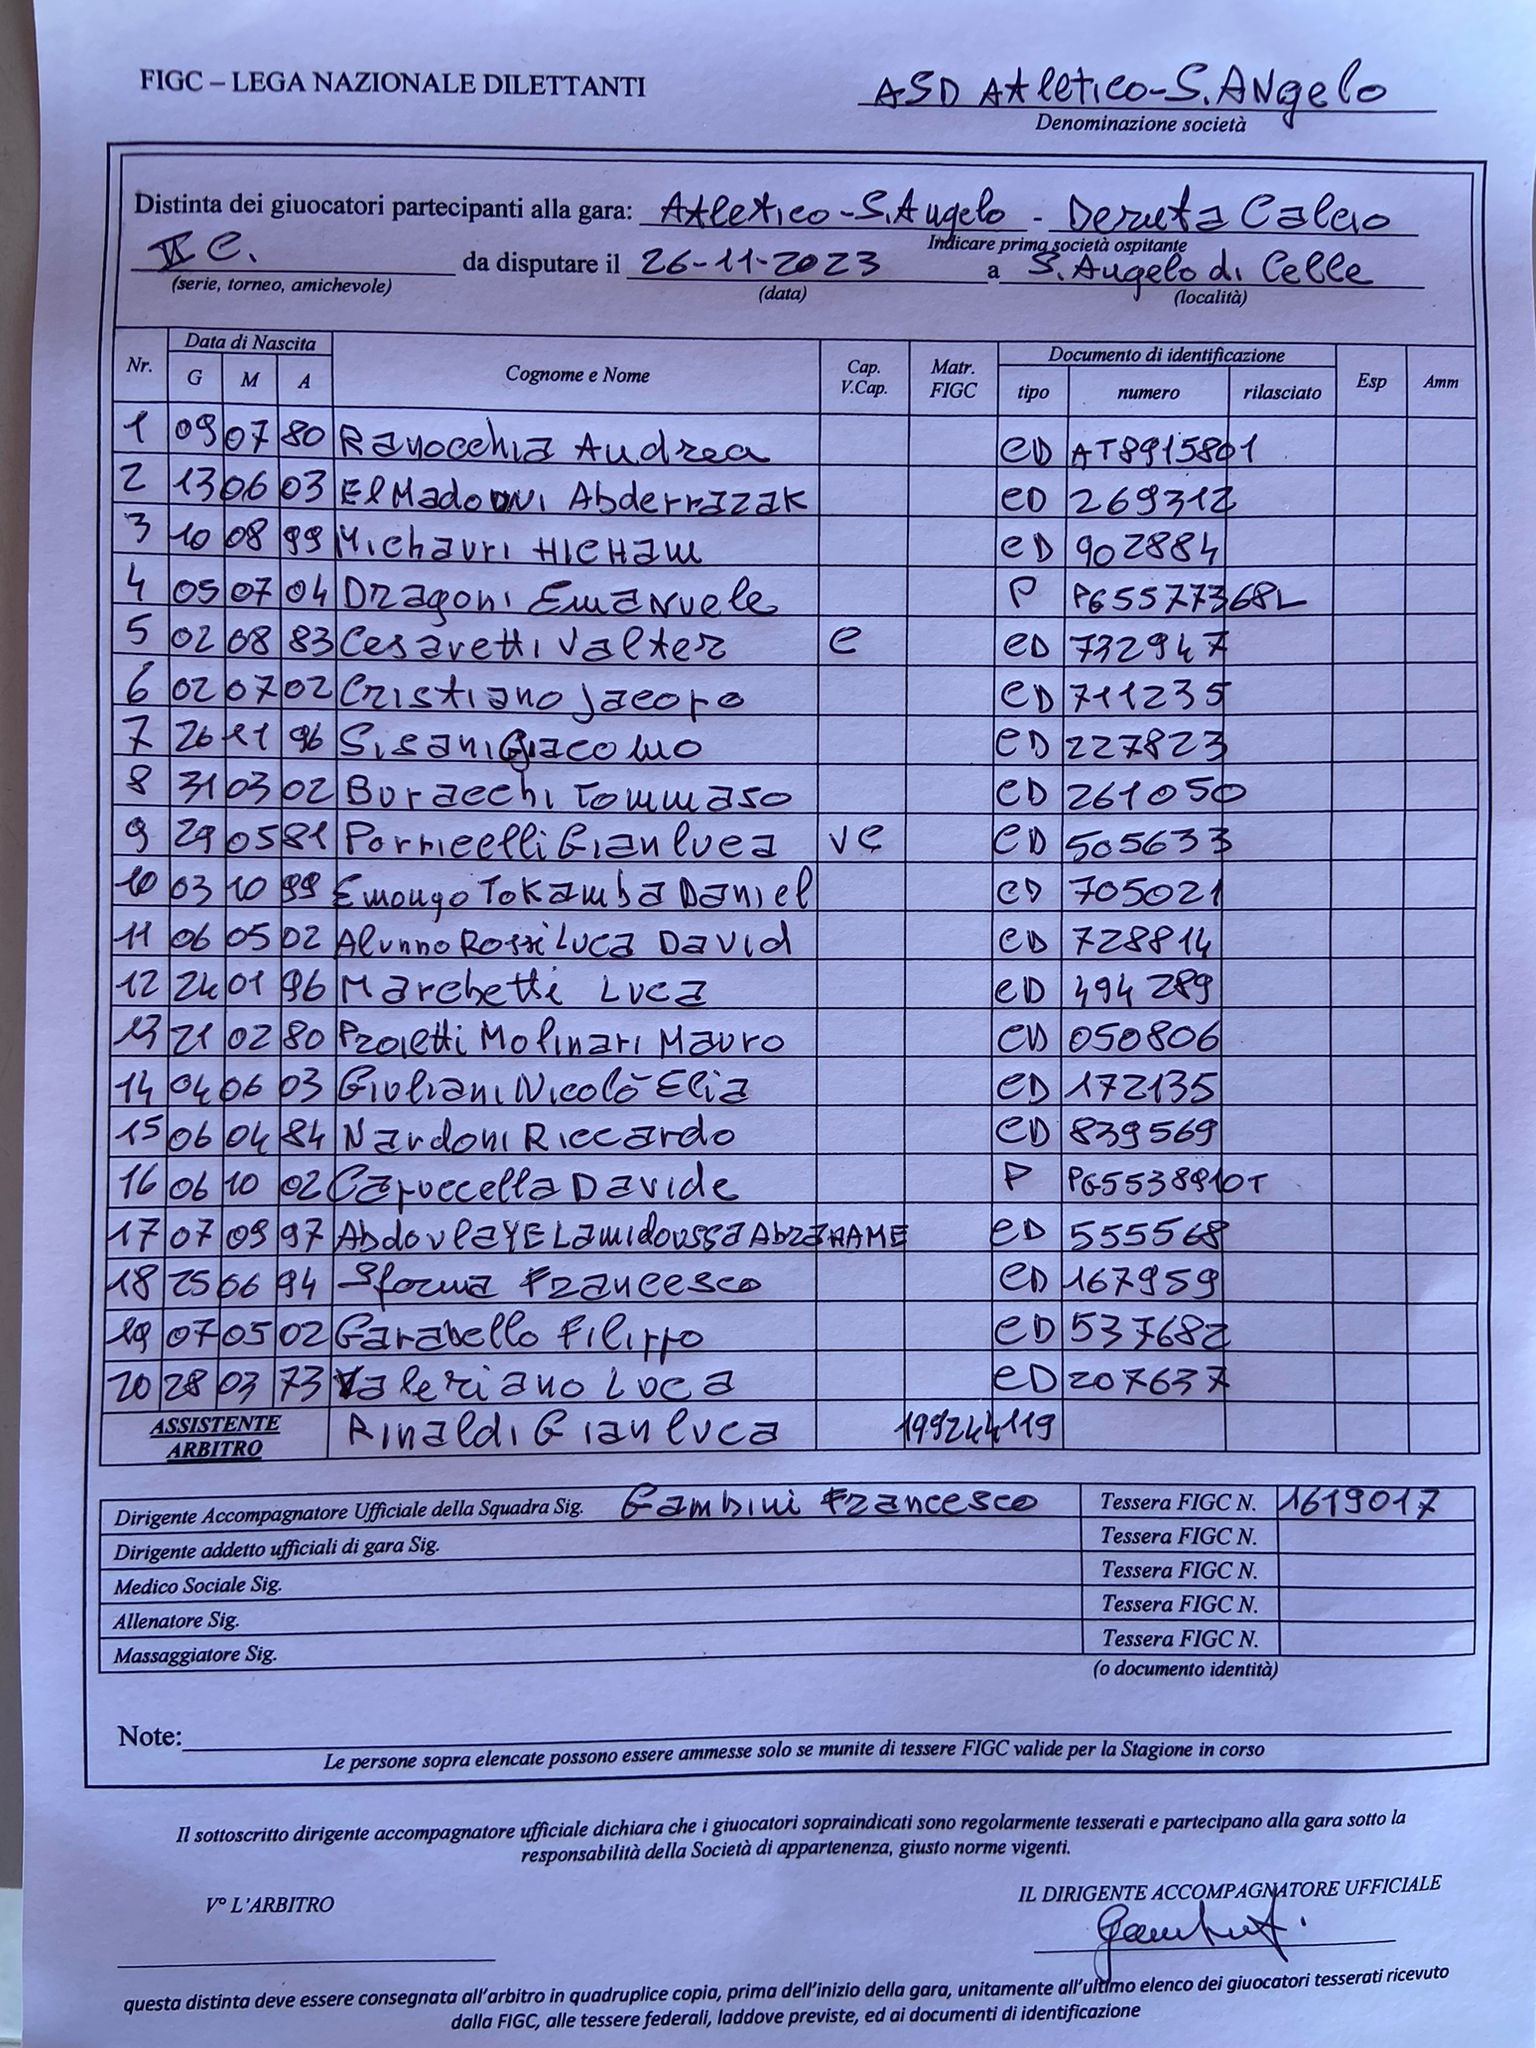 FIGC – LEGA NAZIONALE DILETTANTI ASD Atletico-S.Angelo
Denominazione società
Distinta dei giuocatori partecipanti alla gara: Atletico-S.Angelo - Deruta Calcio
Indicare prima società ospitante
II C. da disputare il 26-11-2023 a S.Angelo di Celle
(serie, torneo, amichevole) (data) (località)
Nr. Data di Nascita Cognome e Nome Cap. V.Cap. Matr. FIGC Documento di identificazione Esp Amm
G M A tipo numero rilasciato
1 09 07 80 Ranocchia Andrea CD AT8915801
2 13 06 03 El Madouni Abderrazak CD 269312
3 10 08 99 Michauri Hicham CD 902884
4 05 07 04 Dragoni Emanuele P PG5577368L
5 02 08 83 Cesaretti Valter C CD 732947
6 02 07 02 Cristiano Jacopo CD 711235
7 26 11 96 Sisani Giacomo CD 227823
8 31 03 02 Buracchi Tommaso CD 261050
9 29 05 81 Porricelli Gianluca VC CD 505633
10 03 10 99 Emongo Tokamba Daniel CD 705021
11 06 05 02 Alunno Rossi Luca David CD 728814
12 24 01 96 Marchetti Luca CD 494289
13 21 02 80 Proietti Molinari Mauro CD 050806
14 04 06 03 Giuliani Nicolò Elia CD 172135
15 06 04 84 Nardoni Riccardo CD 839569
16 06 10 02 Capuccella Davide P PG5538910T
17 07 09 97 Abdoulaye Lamidoussa Abrahame CD 555568
18 25 06 94 Sforna Francesco CD 167959
19 07 05 02 Garabello Filippo CD 537682
20 28 03 73 Valeriano Luca CD 207637
ASSISTENTE ARBITRO Rinaldi Gianluca 199244119
Dirigente Accompagnatore Ufficiale della Squadra Sig. Gambini Francesco Tessera FIGC N. 1619017
Dirigente addetto ufficiali di gara Sig. Tessera FIGC N.
Medico Sociale Sig. Tessera FIGC N.
Allenatore Sig. Tessera FIGC N.
Massaggiatore Sig. Tessera FIGC N.
(o documento identità)
Note:
Le persone sopra elencate possono essere ammesse solo se munite di tessere FIGC valide per la Stagione in corso
Il sottoscritto dirigente accompagnatore ufficiale dichiara che i giuocatori sopraindicati sono regolarmente tesserati e partecipano alla gara sotto la
responsabilità della Società di appartenenza, giusto norme vigenti.
V° L'ARBITRO IL DIRIGENTE ACCOMPAGNATORE UFFICIALE
questa distinta deve essere consegnata all'arbitro in quadruplice copia, prima dell'inizio della gara, unitamente all'ultimo elenco dei giuocatori tesserati ricevuto
dalla FIGC, alle tessere federali, laddove previste, ed ai documenti di identificazione